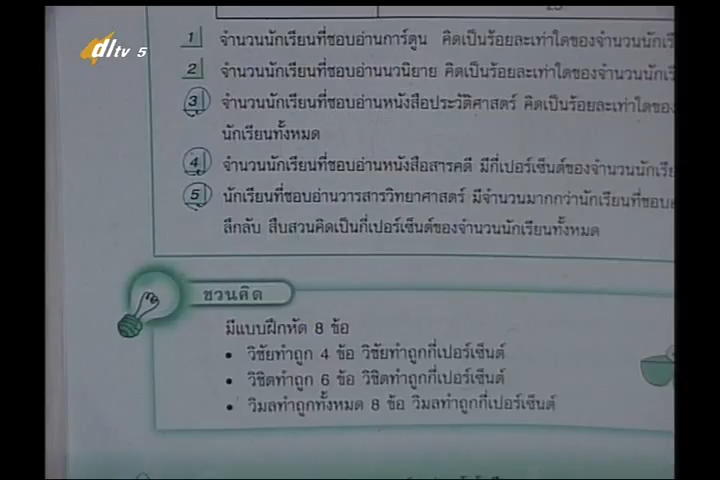 dltv 5
1 จำนวนนักเรียนที่ชอบอ่านการ์ตูน คิดเป็นร้อยละเท่าใดของจำนวนนักเรี
2 จำนวนนักเรียนที่ชอบอ่านนวนิยาย คิดเป็นร้อยละเท่าใดของจำนวนนักเรี
3 จำนวนนักเรียนที่ชอบอ่านหนังสือประวัติศาสตร์ คิดเป็นร้อยละเท่าใดของ
นักเรียนทั้งหมด
4 จำนวนนักเรียนที่ชอบอ่านหนังสือสารคดี มีกี่เปอร์เซ็นต์ของจำนวนนักเรีย
5 นักเรียนที่ชอบอ่านวารสารวิทยาศาสตร์ มีจำนวนมากกว่านักเรียนที่ชอบ
ลึกลับ สืบสวนคิดเป็นกี่เปอร์เซ็นต์ของจำนวนนักเรียนทั้งหมด
ชวนคิด
มีแบบฝึกหัด 8 ข้อ
• วิชัยทำถูก 4 ข้อ วิชัยทำถูกกี่เปอร์เซ็นต์
• วิชิตทำถูก 6 ข้อ วิชิตทำถูกกี่เปอร์เซ็นต์
• วิมลทำถูกทั้งหมด 8 ข้อ วิมลทำถูกกี่เปอร์เซ็นต์